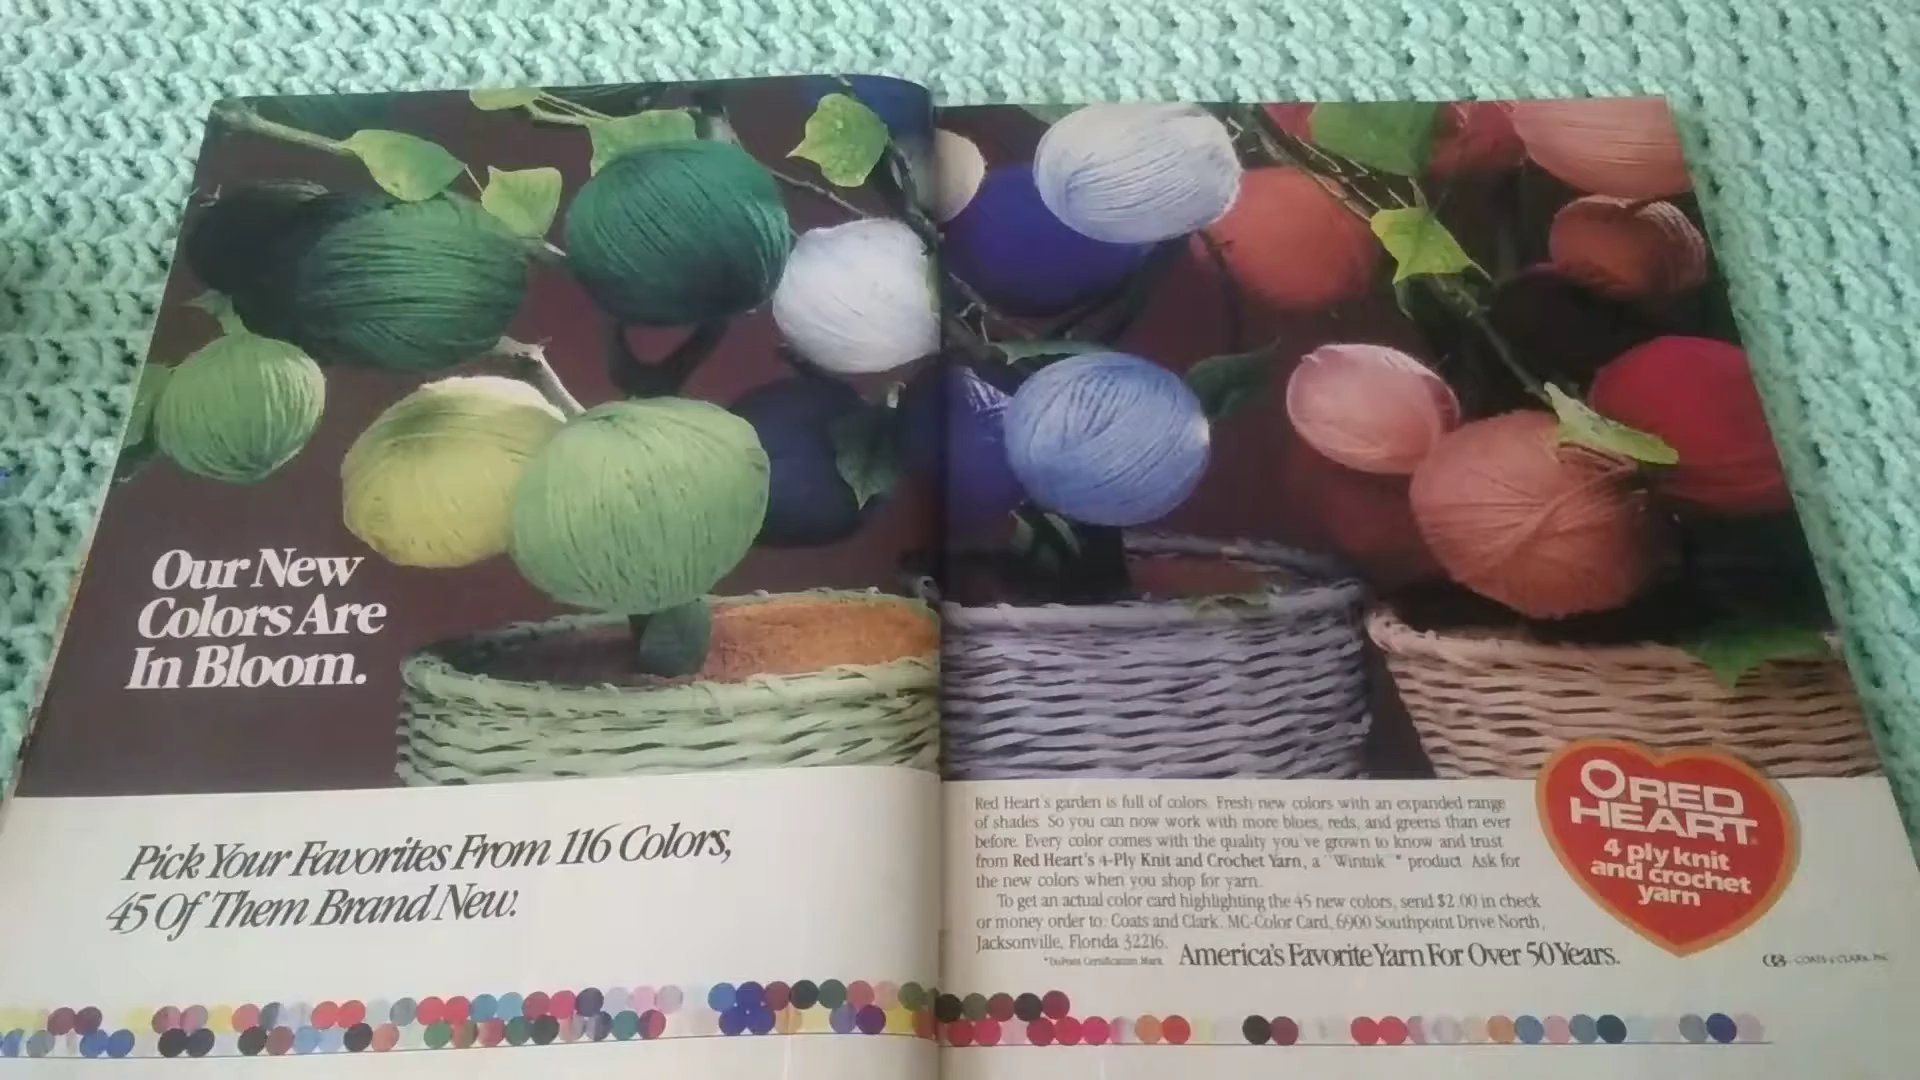 Our New
Colors Are
In Bloom.
Pick Your Favorites From 116 Colors,
45 Of Them Brand New.
Red Heart's garden is full of colors. Fresh new colors with an expanded range
of shades. So you can now work with more blues, reds, and greens than ever
before. Every color comes with the quality you've grown to know and trust
from Red Heart's 4-Ply Knit and Crochet Yarn, a "Wintuk"* product. Ask for
the new colors when you shop for yarn.
To get an actual color card highlighting the 45 new colors, send $2.00 in check
or money order to: Coats and Clark, MC-Color Card, 6900 Southpoint Drive North,
Jacksonville, Florida 32216.
*DuPont Certification Mark
America's Favorite Yarn For Over 50 Years.
RED
HEART
4 ply knit
and crochet
yarn
COATS & CLARK, INC.